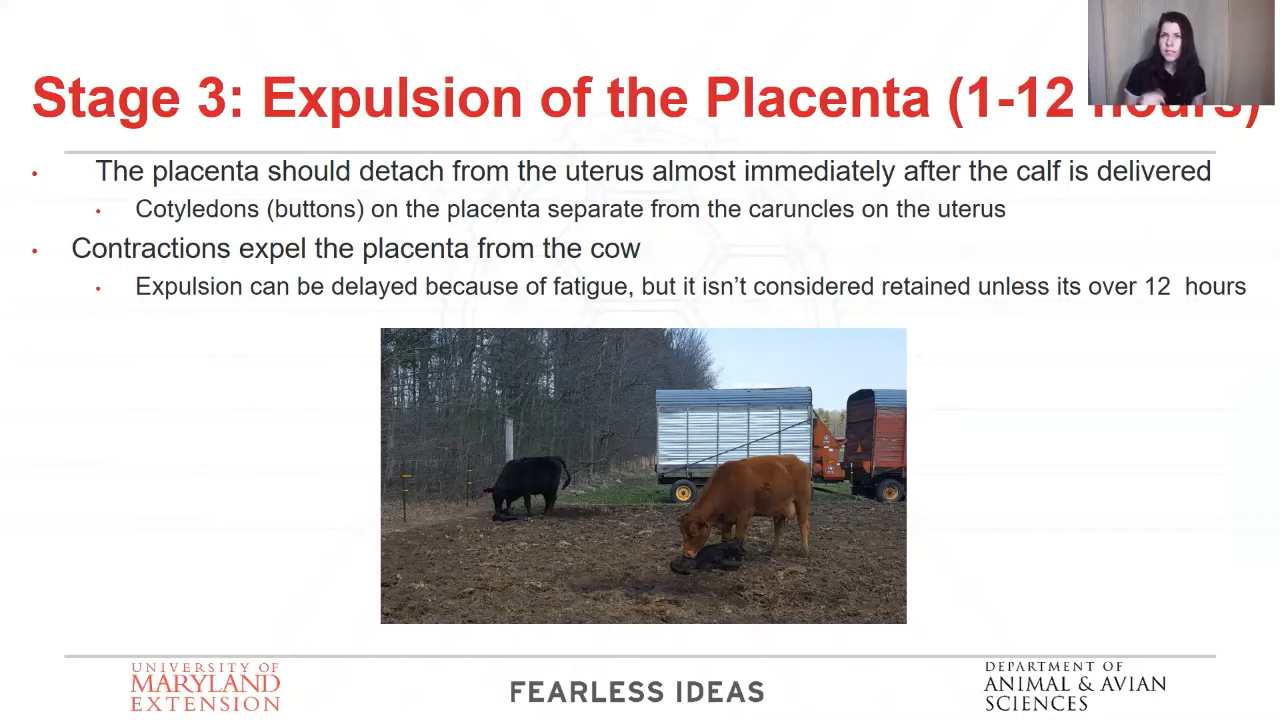 Stage 3: Expulsion of the Placenta (1-12 hours)
• The placenta should detach from the uterus almost immediately after the calf is delivered
• Cotyledons (buttons) on the placenta separate from the caruncles on the uterus
• Contractions expel the placenta from the cow
• Expulsion can be delayed because of fatigue, but it isn’t considered retained unless its over 12 hours
UNIVERSITY OF
MARYLAND
EXTENSION
FEARLESS IDEAS
DEPARTMENT OF
ANIMAL & AVIAN
SCIENCES